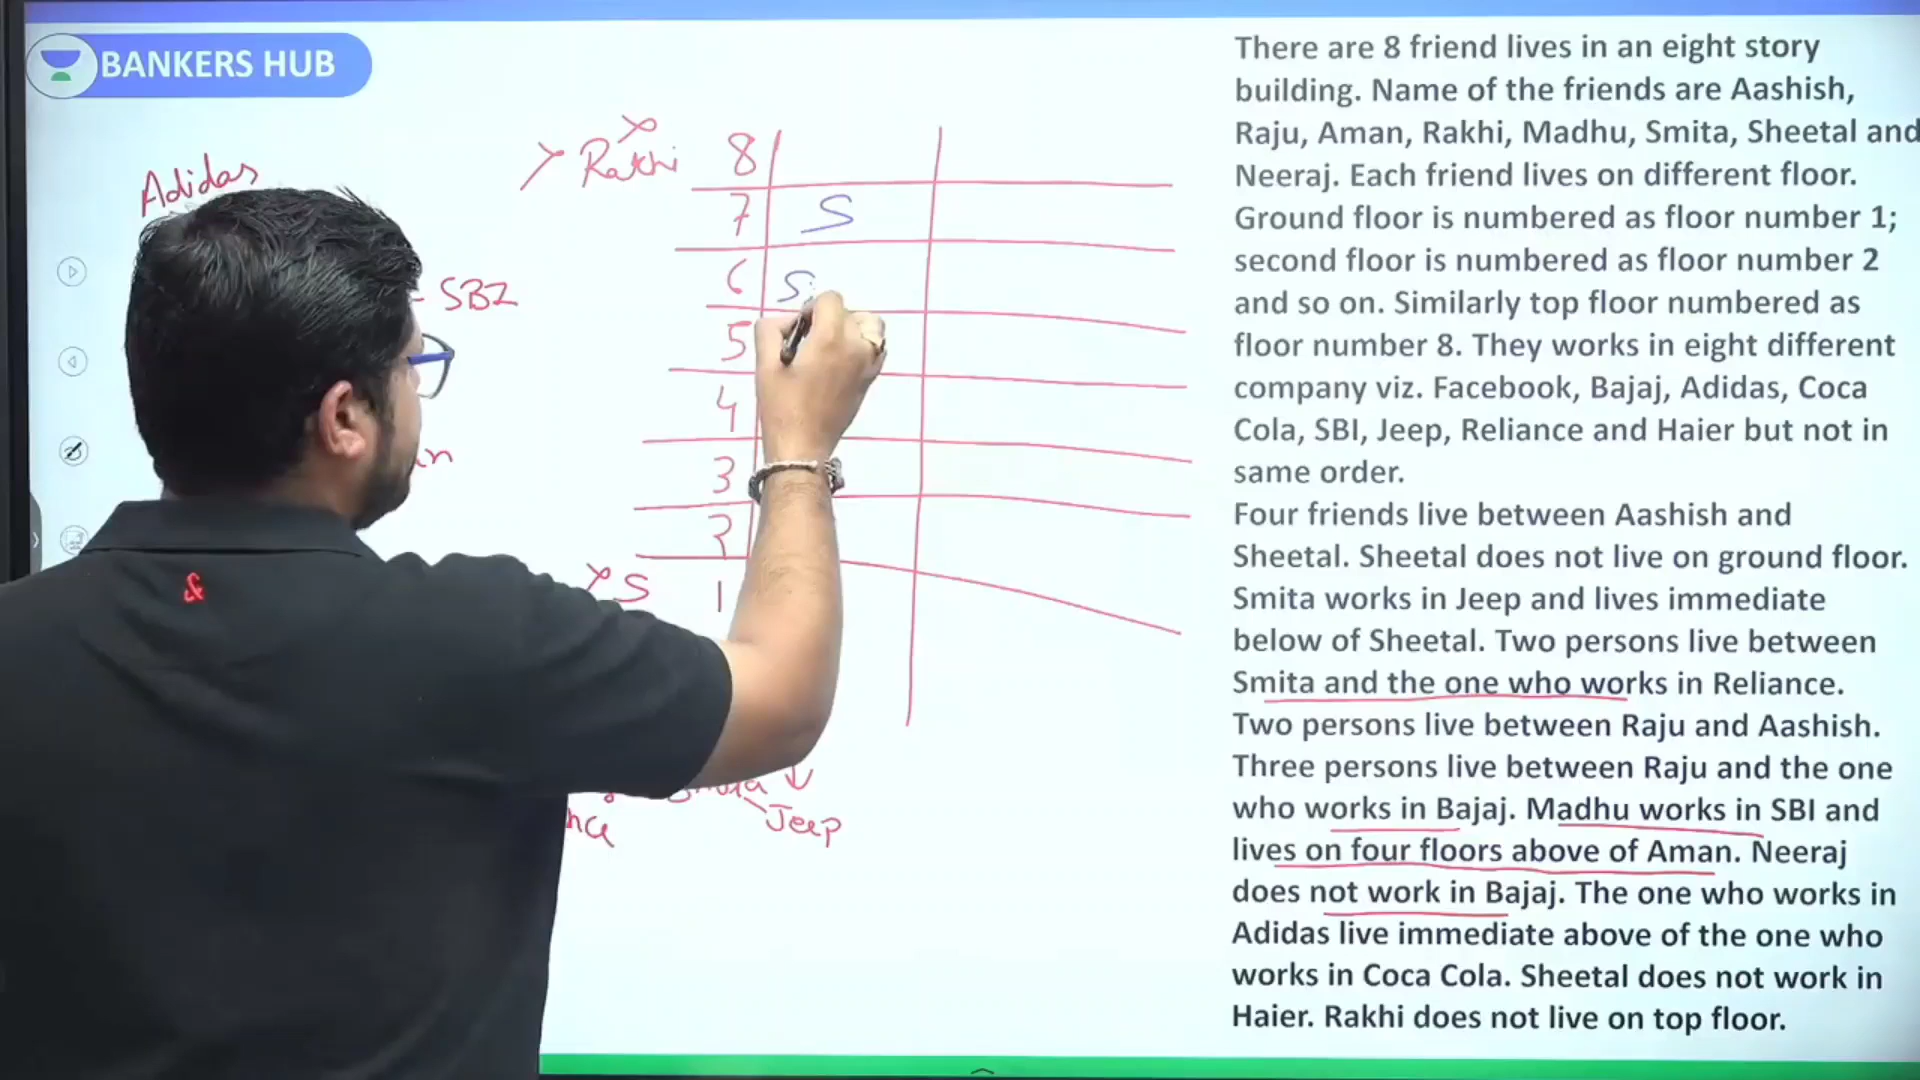 BANKERS HUB
Adidas
SBI
Rakhi 8
7 S
6 S
5
4
3
2
S 1
Jeep
There are 8 friend lives in an eight story
building. Name of the friends are Aashish,
Raju, Aman, Rakhi, Madhu, Smita, Sheetal and
Neeraj. Each friend lives on different floor.
Ground floor is numbered as floor number 1;
second floor is numbered as floor number 2
and so on. Similarly top floor numbered as
floor number 8. They works in eight different
company viz. Facebook, Bajaj, Adidas, Coca
Cola, SBI, Jeep, Reliance and Haier but not in
same order.
Four friends live between Aashish and
Sheetal. Sheetal does not live on ground floor.
Smita works in Jeep and lives immediate
below of Sheetal. Two persons live between
Smita and the one who works in Reliance.
Two persons live between Raju and Aashish.
Three persons live between Raju and the one
who works in Bajaj. Madhu works in SBI and
lives on four floors above of Aman. Neeraj
does not work in Bajaj. The one who works in
Adidas live immediate above of the one who
works in Coca Cola. Sheetal does not work in
Haier. Rakhi does not live on top floor.